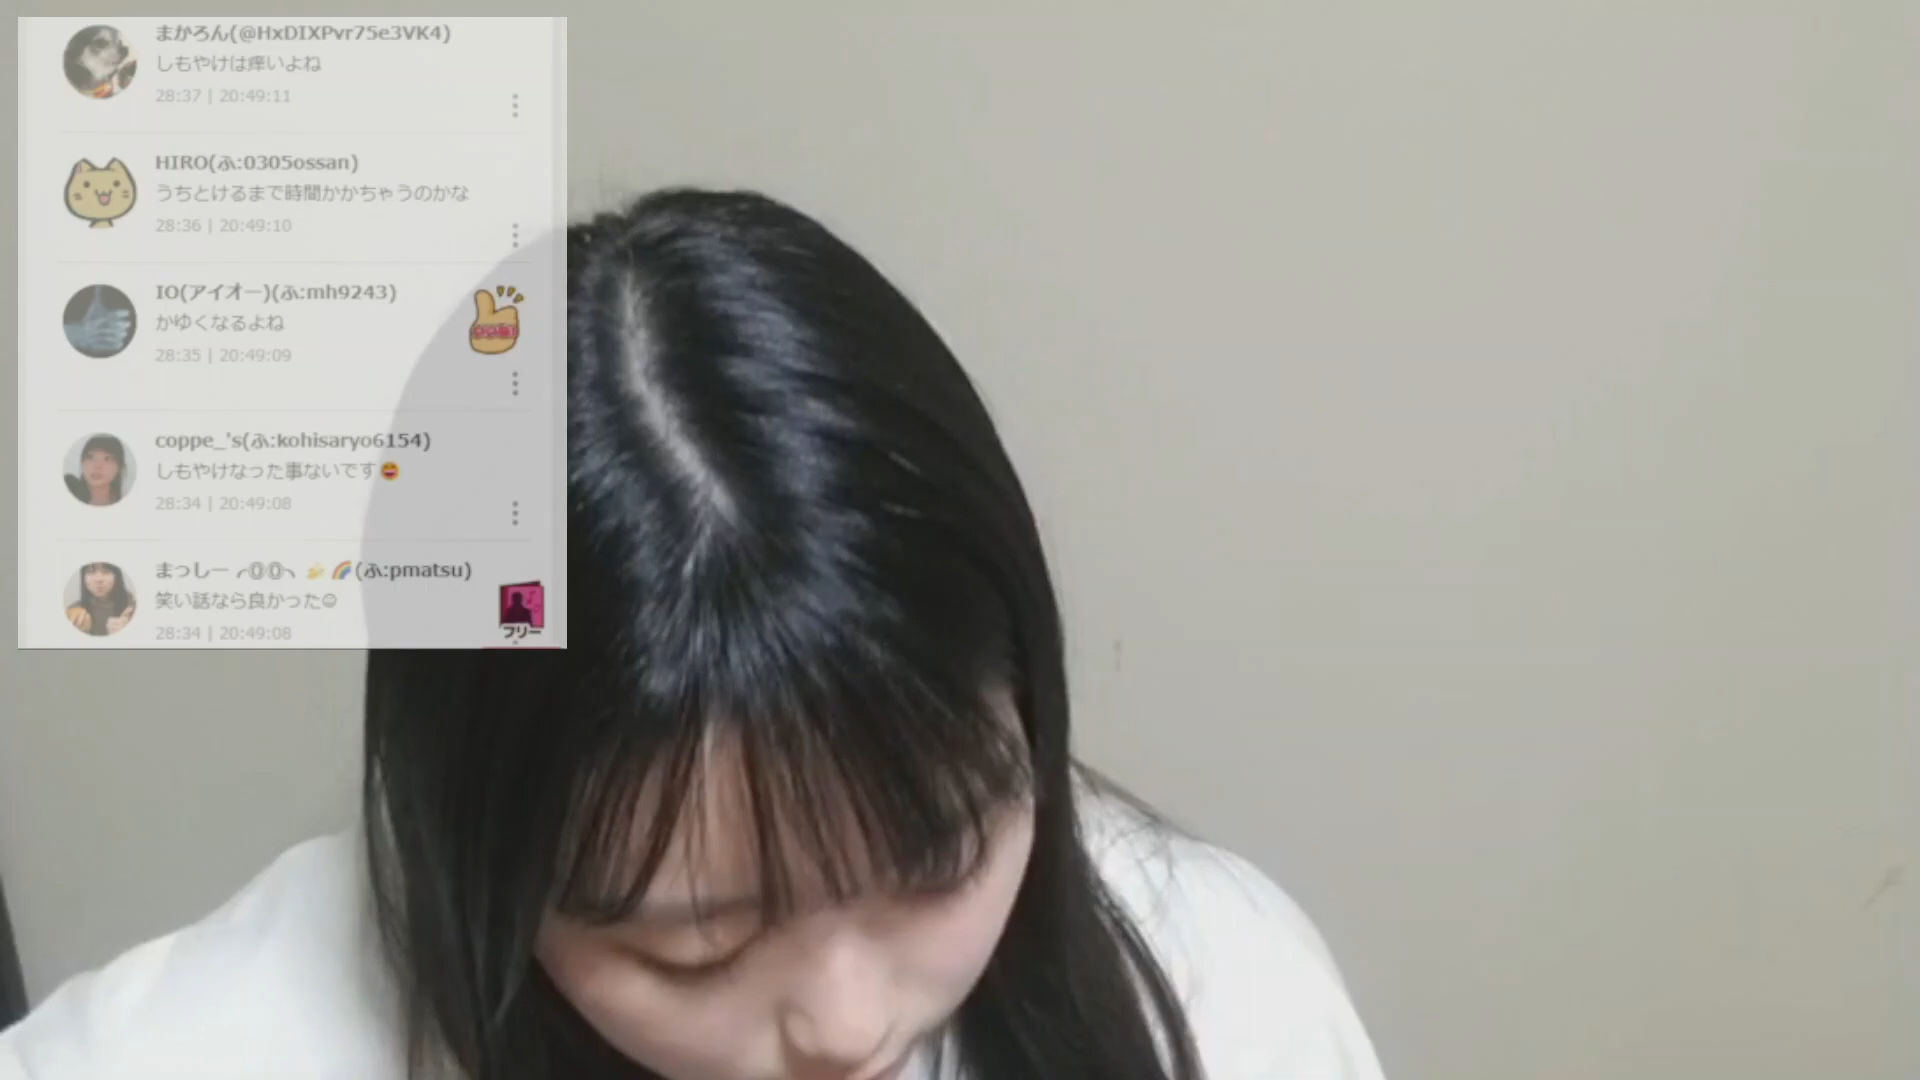 まかろん(@HxDIXPvr75e3VK4)
しもやけは痒いよね
28:37 | 20:49:11
HIRO(ふ:0305ossan)
うちとけるまで時間かかちゃうのかな
28:36 | 20:49:10
IO(アイオー)(ふ:mh9243)
かゆくなるよね
28:35 | 20:49:09
coppe_'s(ふ:kohisaryo6154)
しもやけなった事ないです😆
28:34 | 20:49:08
まっしー╭(0)(0)╮💫🌈(ふ:pmatsu)
笑い話なら良かった☺
28:34 | 20:49:08
フリー